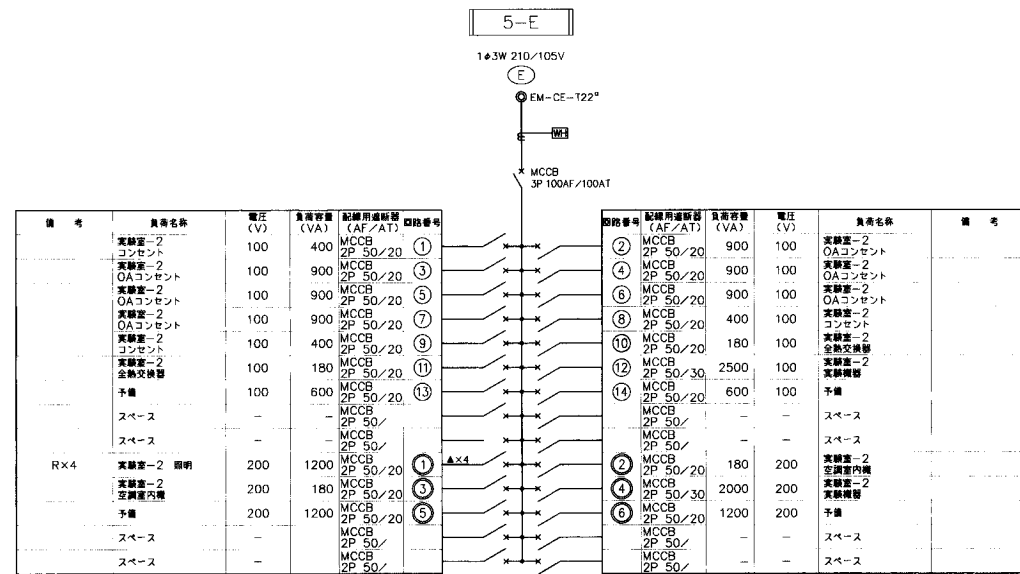 5-E
1φ3W 210/105V
E
EM-CE-T22□
WH
MCCB
3P 100AF/100AT
備 考 負荷名称 電圧(V) 負荷容量(VA) 配線用遮断器(AF/AT) 回路番号
実験室-2 コンセント 100 400 MCCB 2P 50/20 1
実験室-2 OAコンセント 100 900 MCCB 2P 50/20 3
実験室-2 OAコンセント 100 900 MCCB 2P 50/20 5
実験室-2 OAコンセント 100 900 MCCB 2P 50/20 7
実験室-2 コンセント 100 400 MCCB 2P 50/20 9
実験室-2 全熱交換器 100 180 MCCB 2P 50/20 11
予備 100 600 MCCB 2P 50/20 13
スペース - - MCCB 2P 50/
スペース - - MCCB 2P 50/
R×4 実験室-2 照明 200 1200 MCCB 2P 50/20 1 ▲×4
実験室-2 空調室内機 200 180 MCCB 2P 50/20 3
予備 200 1200 MCCB 2P 50/20 5
スペース - MCCB 2P 50/
スペース - MCCB 2P 50/
回路番号 配線用遮断器(AF/AT) 負荷容量(VA) 電圧(V) 負荷名称 備 考
2 MCCB 2P 50/20 900 100 実験室-2 OAコンセント
4 MCCB 2P 50/20 900 100 実験室-2 OAコンセント
6 MCCB 2P 50/20 900 100 実験室-2 OAコンセント
8 MCCB 2P 50/20 400 100 実験室-2 コンセント
10 MCCB 2P 50/20 180 100 実験室-2 全熱交換器
12 MCCB 2P 50/30 2500 100 実験室-2 実験機器
14 MCCB 2P 50/20 600 100 予備
MCCB 2P 50/ - - スペース
MCCB 2P 50/ - - スペース
2 MCCB 2P 50/20 180 200 実験室-2 空調室内機
4 MCCB 2P 50/30 2000 200 実験室-2 実験機器
6 MCCB 2P 50/20 1200 200 予備
MCCB 2P 50/ - - スペース
MCCB 2P 50/ - - スペース